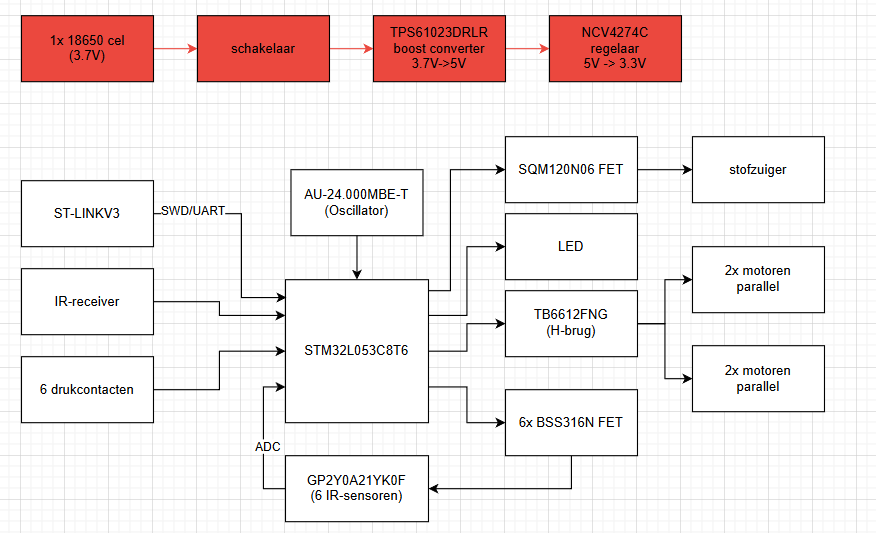 1x 18650 cel
(3.7V)
schakelaar
TPS61023DRLR
boost converter
3.7V->5V
NCV4274C
regelaar
5V -> 3.3V
ST-LINKV3
SWD/UART
AU-24.000MBE-T
(Oscillator)
SQM120N06 FET
stofzuiger
LED
IR-receiver
STM32L053C8T6
TB6612FNG
(H-brug)
2x motoren
parallel
2x motoren
parallel
6 drukcontacten
6x BSS316N FET
ADC
GP2Y0A21YK0F
(6 IR-sensoren)